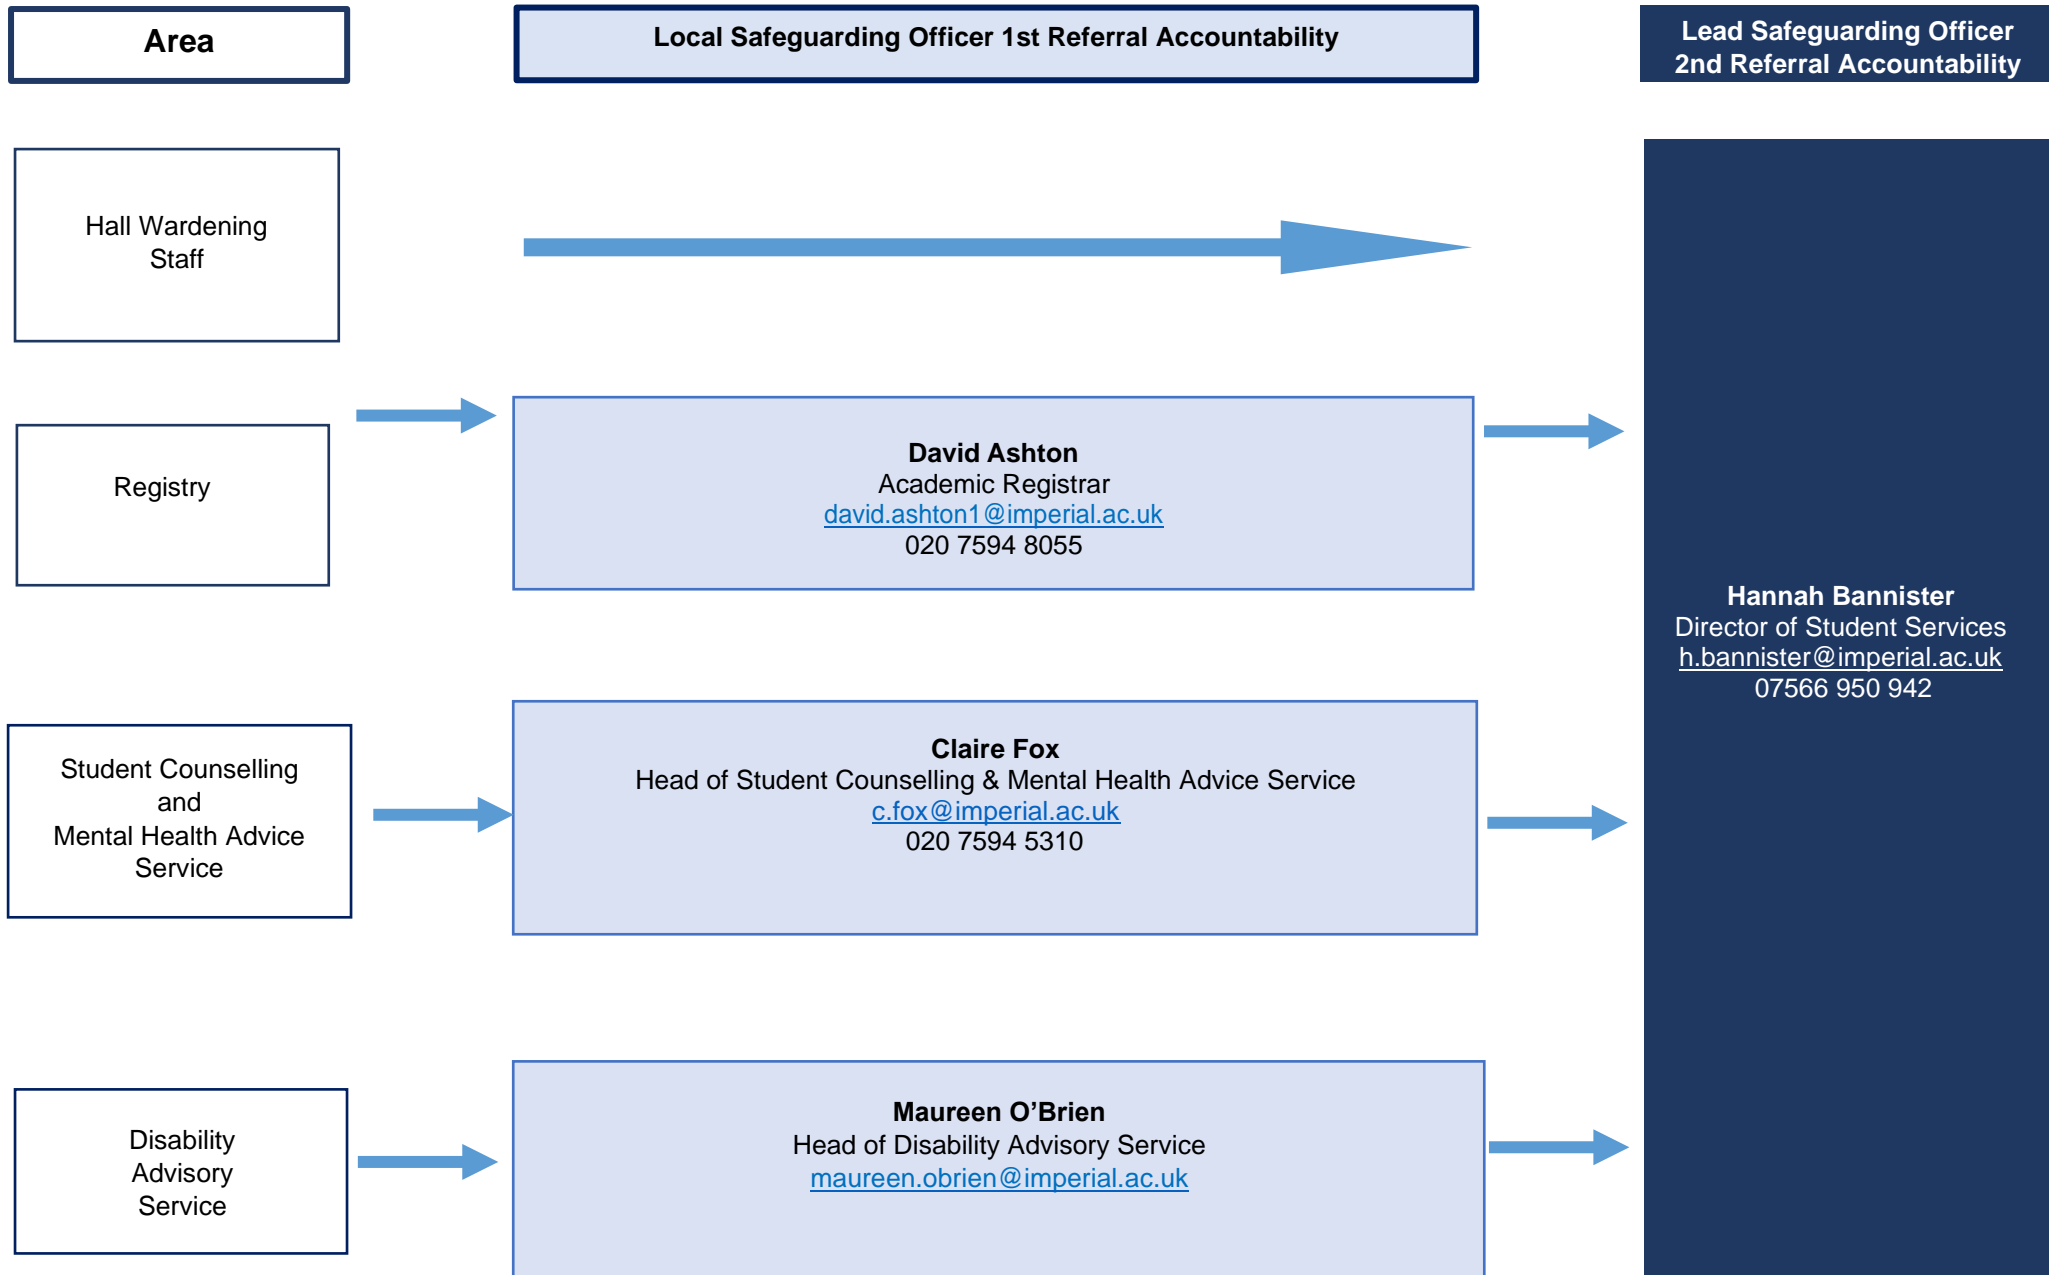 Area
Local Safeguarding Officer 1st Referral Accountability
Lead Safeguarding Officer
2nd Referral Accountability
Hall Wardening
Staff
Registry
David Ashton
Academic Registrar
david.ashton1@imperial.ac.uk
020 7594 8055
Hannah Bannister
Director of Student Services
h.bannister@imperial.ac.uk
07566 950 942
Student Counselling
and
Mental Health Advice
Service
Claire Fox
Head of Student Counselling & Mental Health Advice Service
c.fox@imperial.ac.uk
020 7594 5310
Disability
Advisory
Service
Maureen O’Brien
Head of Disability Advisory Service
maureen.obrien@imperial.ac.uk